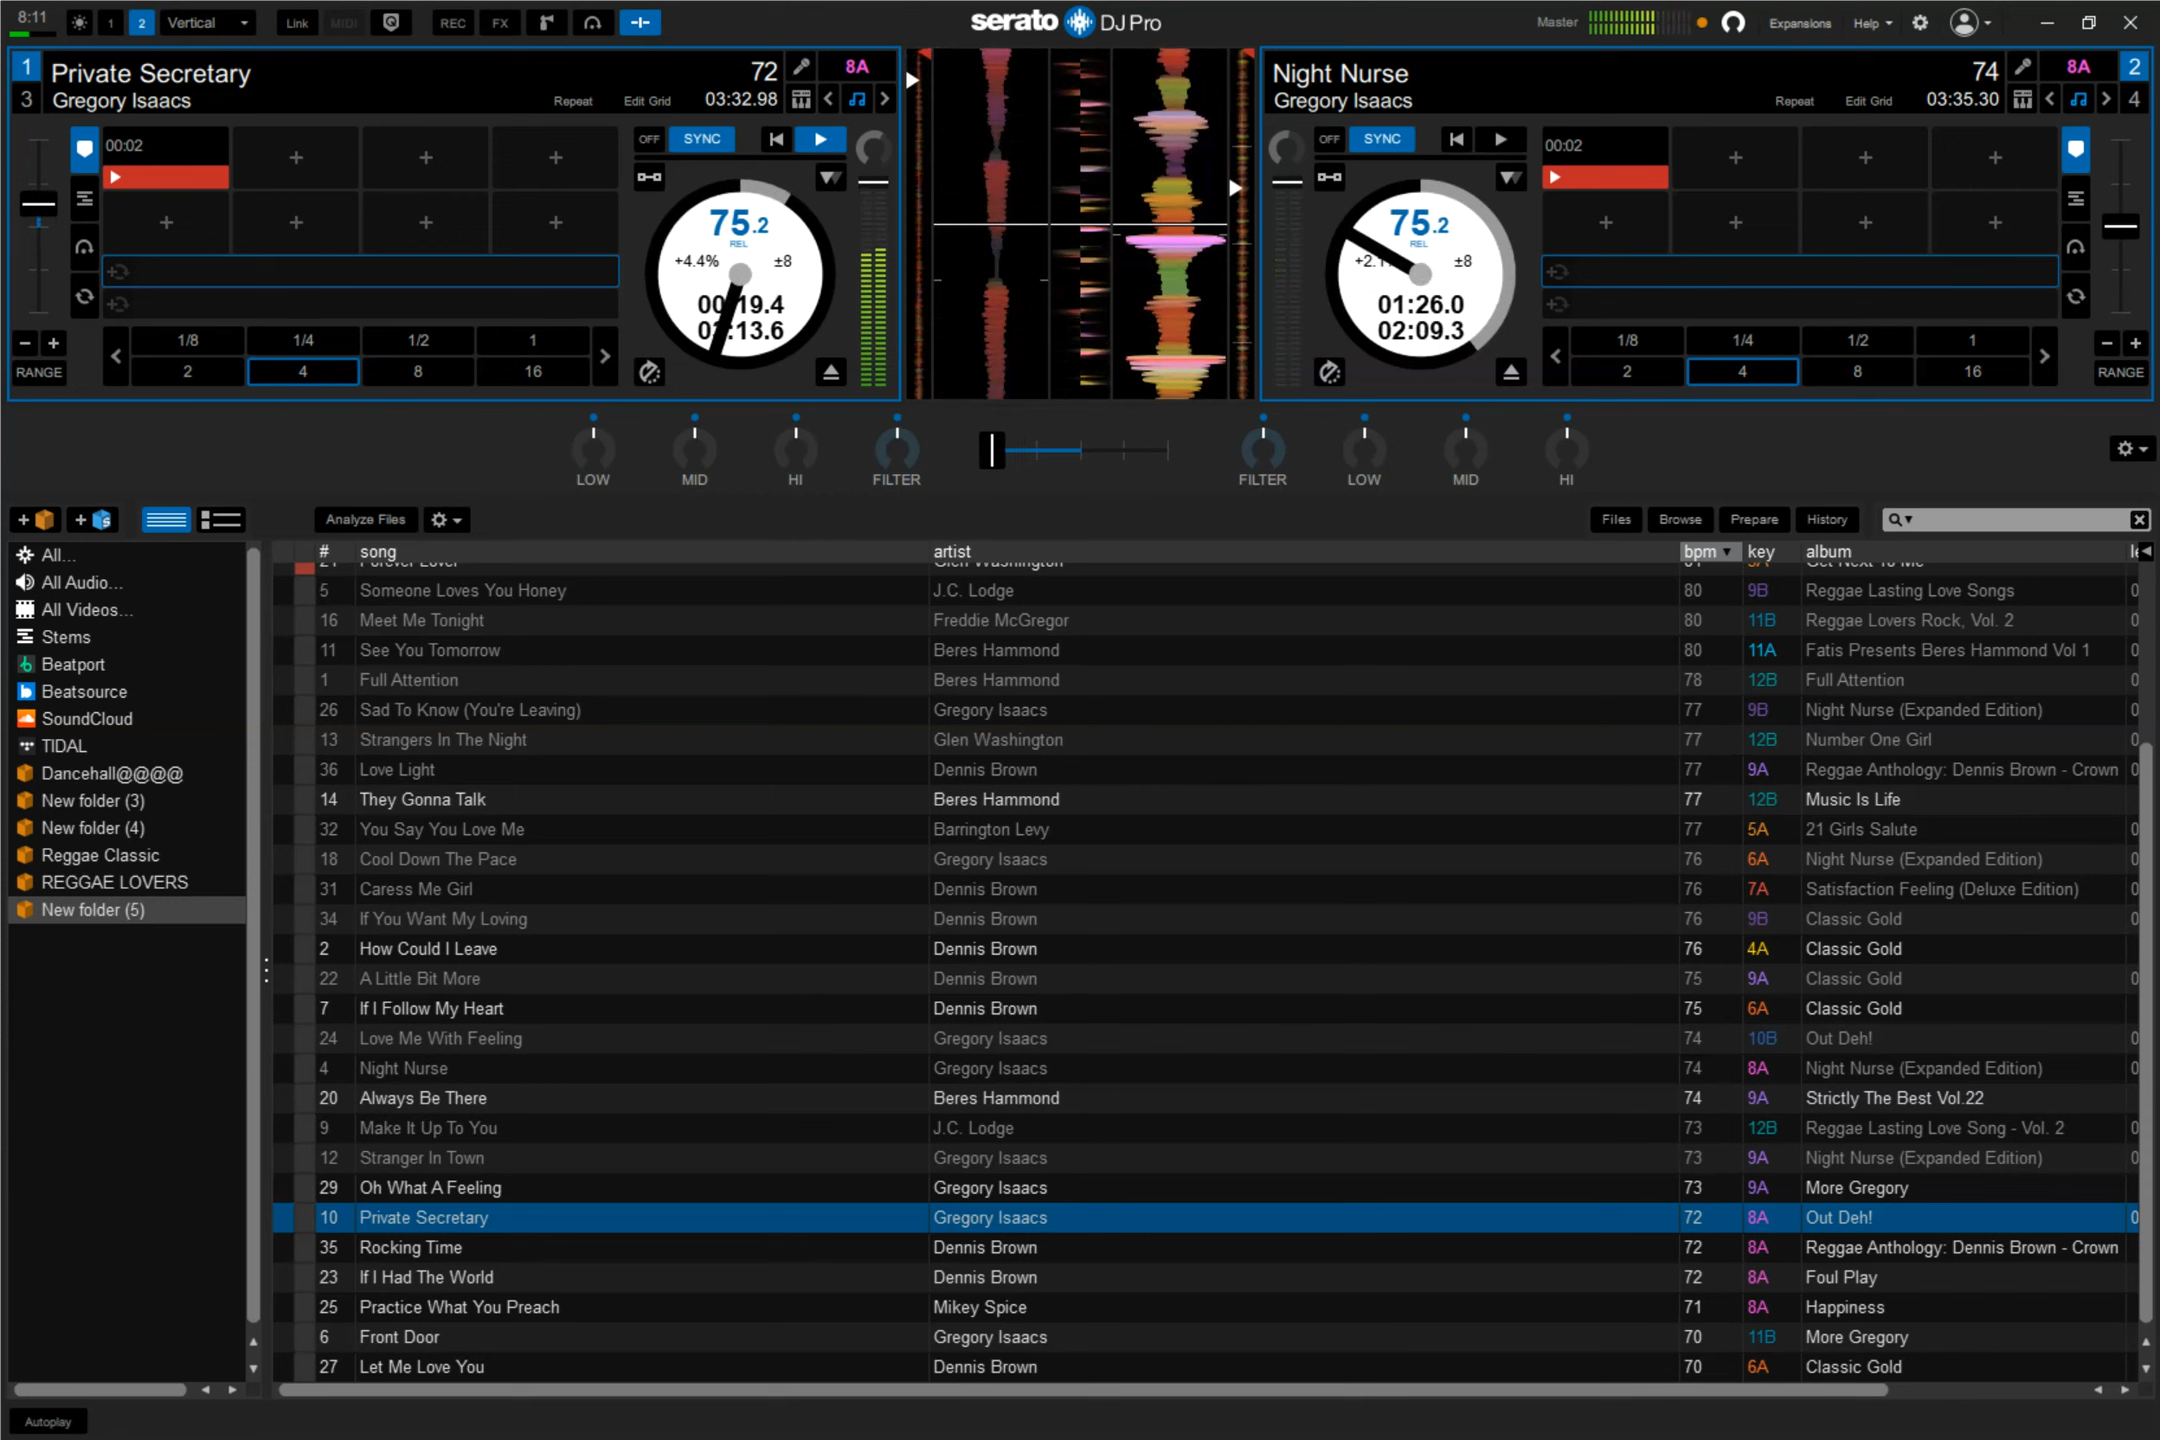 8:11
1
2
Vertical
Link
MIDI
REC
FX
serato DJ Pro
Master
Expansions
Help
1
Private Secretary
72
8A
3
Gregory Isaacs
Repeat
Edit Grid
03:32.98
00:02
OFF
SYNC
75.2
REL
+4.4%
±8
1/8
1/4
1/2
1
2
4
8
16
RANGE
Night Nurse
74
8A
2
Gregory Isaacs
Repeat
Edit Grid
03:35.30
4
OFF
SYNC
00:02
75.2
REL
±8
01:26.0
02:09.3
1/8
1/4
1/2
1
2
4
8
16
RANGE
LOW
MID
HI
FILTER
FILTER
LOW
MID
HI
Analyze Files
Files
Browse
Prepare
History
All...
All Audio...
All Videos...
Stems
Beatport
Beatsource
SoundCloud
TIDAL
Dancehall@@@@
New folder (3)
New folder (4)
Reggae Classic
REGGAE LOVERS
New folder (5)
# song artist bpm key album
5 Someone Loves You Honey J.C. Lodge 80 9B Reggae Lasting Love Songs
16 Meet Me Tonight Freddie McGregor 80 11B Reggae Lovers Rock, Vol. 2
11 See You Tomorrow Beres Hammond 80 11A Fatis Presents Beres Hammond Vol 1
1 Full Attention Beres Hammond 78 12B Full Attention
26 Sad To Know (You're Leaving) Gregory Isaacs 77 9B Night Nurse (Expanded Edition)
13 Strangers In The Night Glen Washington 77 12B Number One Girl
36 Love Light Dennis Brown 77 9A Reggae Anthology: Dennis Brown - Crown
14 They Gonna Talk Beres Hammond 77 12B Music Is Life
32 You Say You Love Me Barrington Levy 77 5A 21 Girls Salute
18 Cool Down The Pace Gregory Isaacs 76 6A Night Nurse (Expanded Edition)
31 Caress Me Girl Dennis Brown 76 7A Satisfaction Feeling (Deluxe Edition)
34 If You Want My Loving Dennis Brown 76 9B Classic Gold
2 How Could I Leave Dennis Brown 76 4A Classic Gold
22 A Little Bit More Dennis Brown 75 9A Classic Gold
7 If I Follow My Heart Dennis Brown 75 6A Classic Gold
24 Love Me With Feeling Gregory Isaacs 74 10B Out Deh!
4 Night Nurse Gregory Isaacs 74 8A Night Nurse (Expanded Edition)
20 Always Be There Beres Hammond 74 9A Strictly The Best Vol.22
9 Make It Up To You J.C. Lodge 73 12B Reggae Lasting Love Song - Vol. 2
12 Stranger In Town Gregory Isaacs 73 9A Night Nurse (Expanded Edition)
29 Oh What A Feeling Gregory Isaacs 73 9A More Gregory
10 Private Secretary Gregory Isaacs 72 8A Out Deh!
35 Rocking Time Dennis Brown 72 8A Reggae Anthology: Dennis Brown - Crown
23 If I Had The World Dennis Brown 72 8A Foul Play
25 Practice What You Preach Mikey Spice 71 8A Happiness
6 Front Door Gregory Isaacs 70 11B More Gregory
27 Let Me Love You Dennis Brown 70 6A Classic Gold
Autoplay